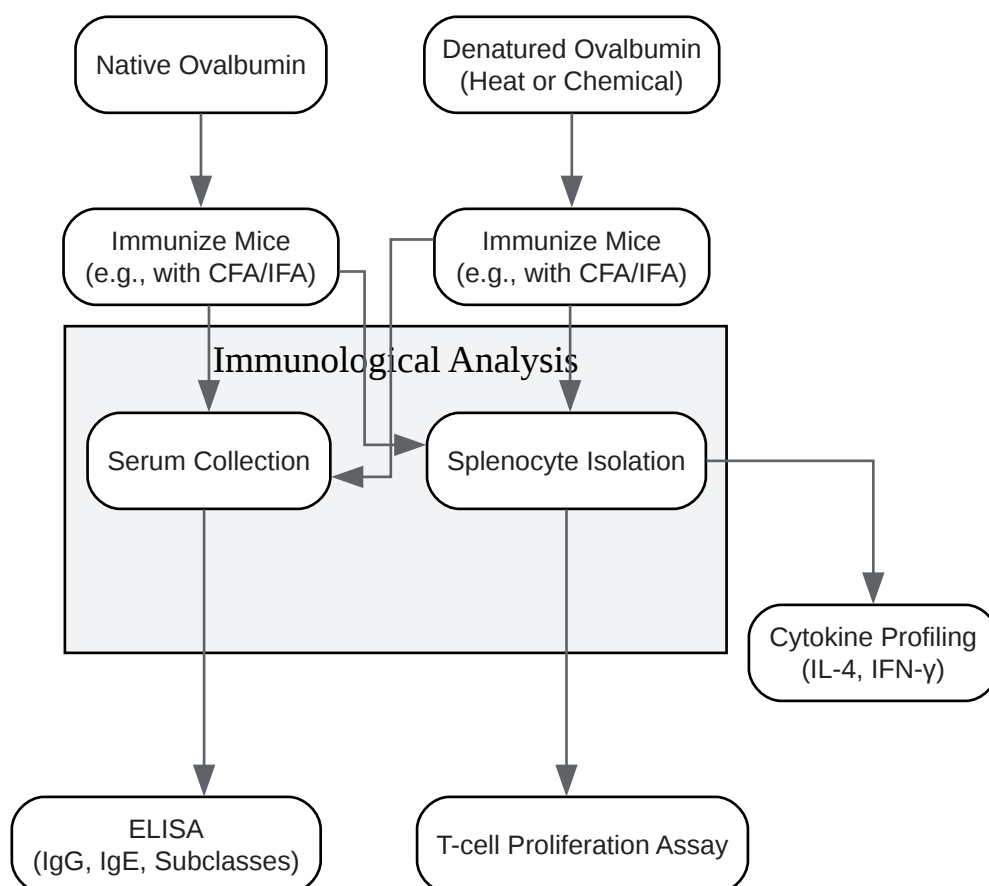 Native Ovalbumin
Denatured Ovalbumin
(Heat or Chemical)
Immunize Mice
(e.g., with CFA/IFA)
Immunize Mice
(e.g., with CFA/IFA)
Immunological Analysis
Serum Collection
Splenocyte Isolation
Cytokine Profiling
(IL-4, IFN-γ)
ELISA
(IgG, IgE, Subclasses)
T-cell Proliferation Assay